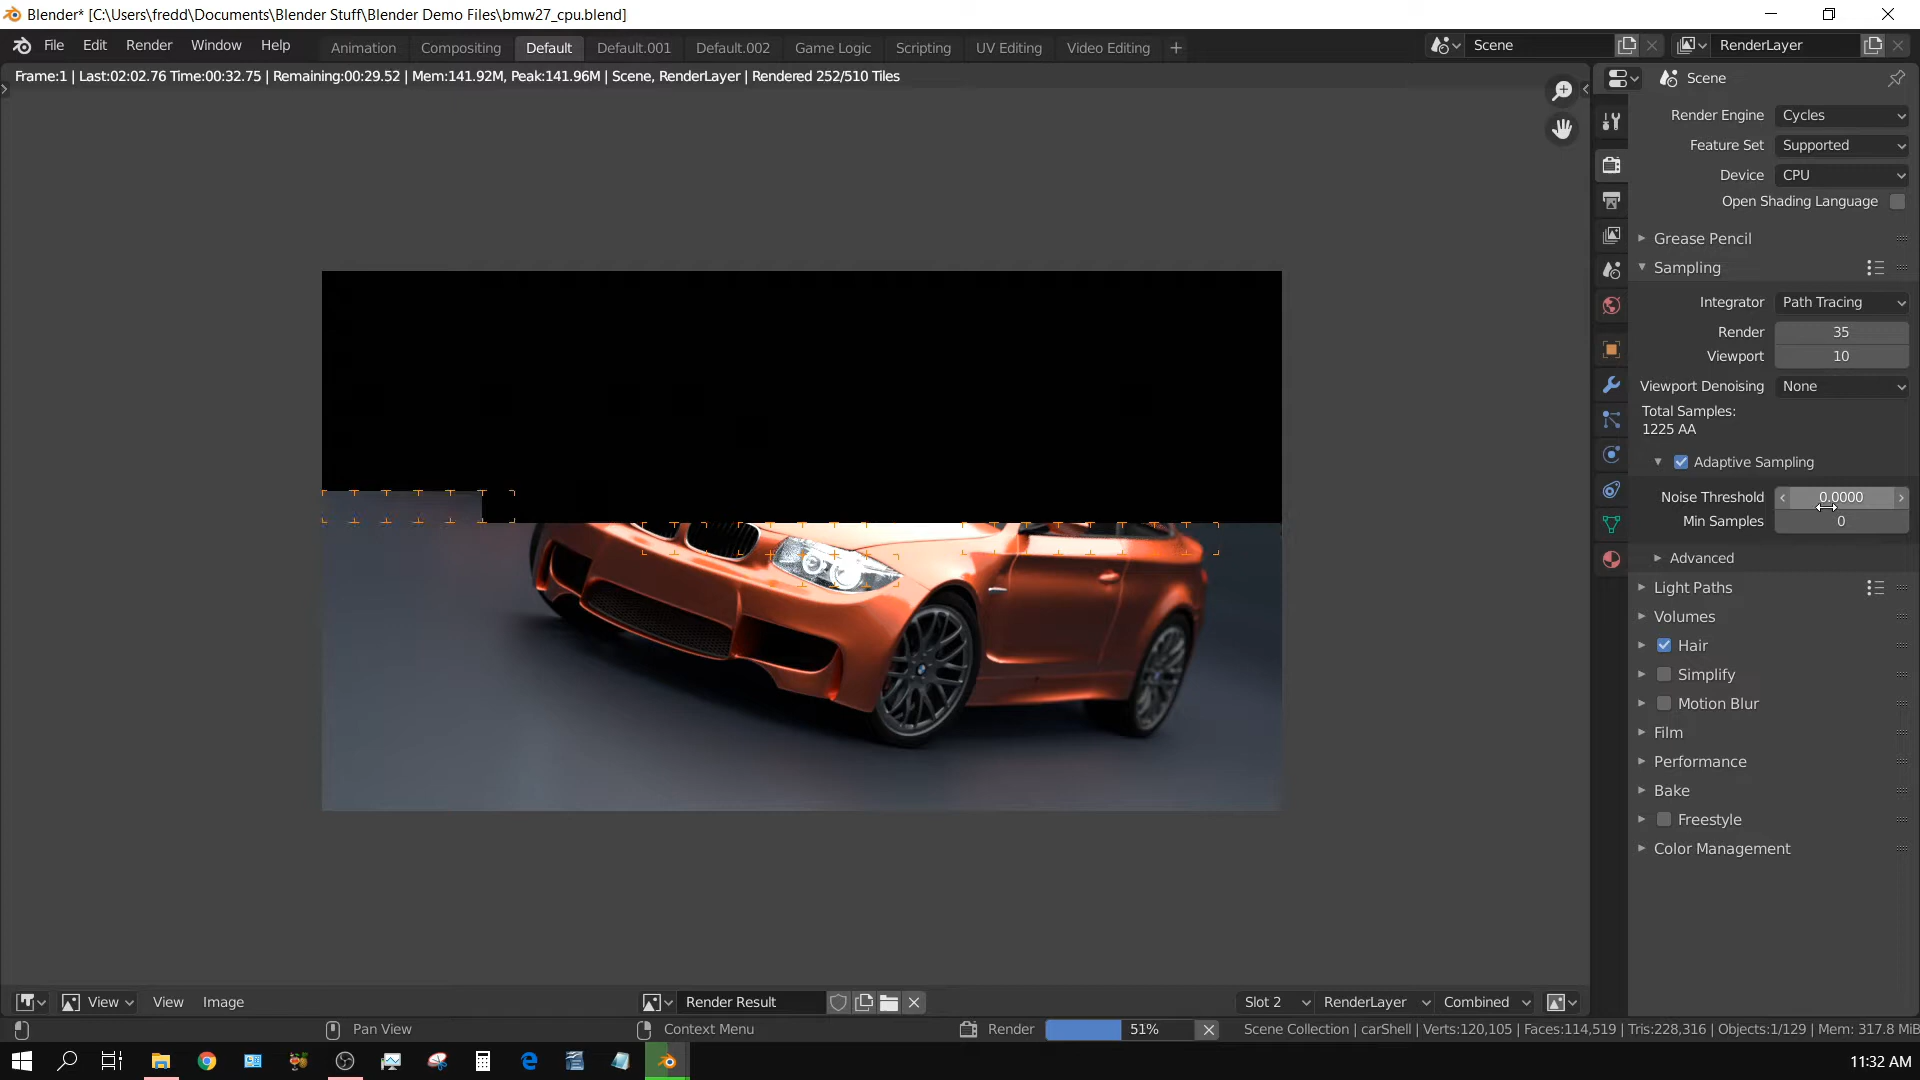 Blender* [C:\Users\fredd\Documents\Blender Stuff\Blender Demo Files\bmw27_cpu.blend]
File Edit Render Window Help Animation Compositing Default Default.001 Default.002 Game Logic Scripting UV Editing Video Editing + Scene RenderLayer
Frame:1 | Last:02:02.76 Time:00:32.75 | Remaining:00:29.52 | Mem:141.92M, Peak:141.96M | Scene, RenderLayer | Rendered 252/510 Tiles
Scene
Render Engine Cycles
Feature Set Supported
Device CPU
Open Shading Language
Grease Pencil
Sampling
Integrator Path Tracing
Render 35
Viewport 10
Viewport Denoising None
Total Samples:
1225 AA
Adaptive Sampling
Noise Threshold 0.0000
Min Samples 0
Advanced
Light Paths
Volumes
Hair
Simplify
Motion Blur
Film
Performance
Bake
Freestyle
Color Management
View View Image Render Result Slot 2 RenderLayer Combined
Pan View Context Menu Render 51% Scene Collection | carShell | Verts:120,105 | Faces:114,519 | Tris:228,316 | Objects:1/129 | Mem: 317.8 MiB
11:32 AM